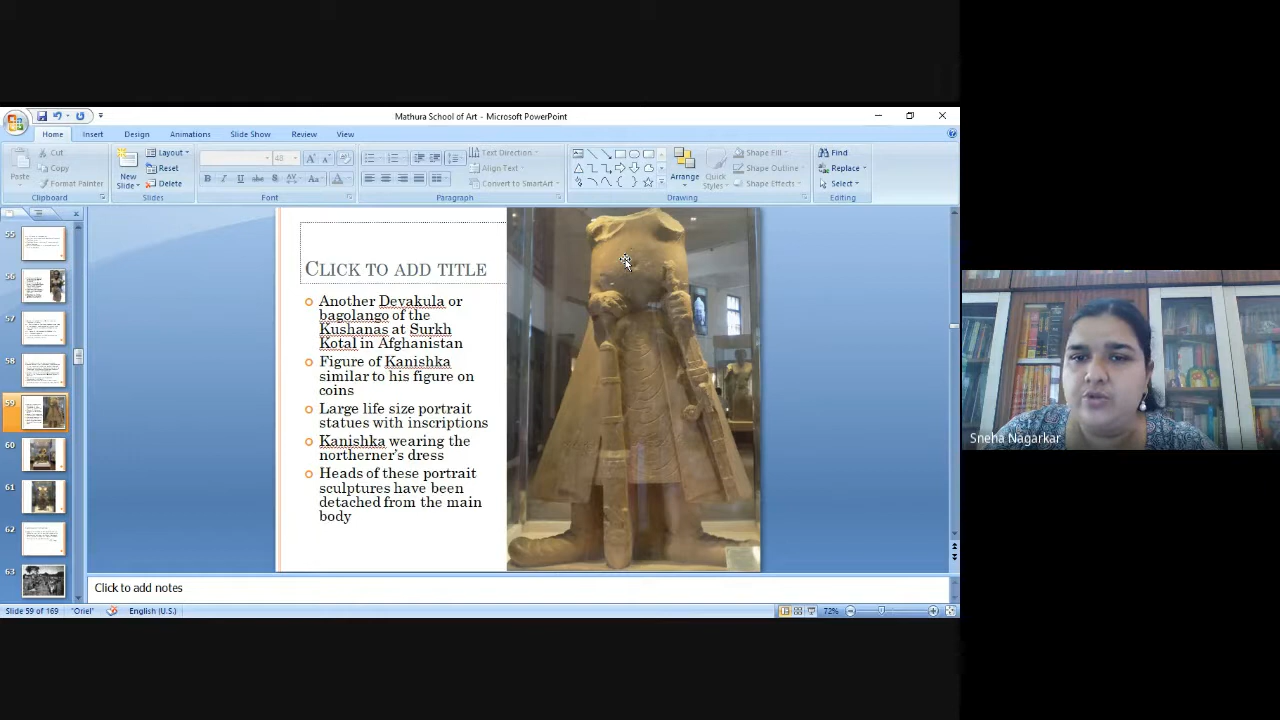 Mathura School of Art - Microsoft PowerPoint
Home Insert Design Animations Slide Show Review View
Paste
Cut
Copy
Format Painter
Clipboard
New
Slide
Layout
Reset
Delete
Slides
48
Font
Text Direction
Align Text
Convert to SmartArt
Paragraph
Arrange
Quick
Styles
Shape Fill
Shape Outline
Shape Effects
Drawing
Find
Replace
Select
Editing
55
56
57
58
59
60
61
62
63
CLICK TO ADD TITLE
Another Devakula or
bagolango of the
Kushanas at Surkh
Kotal in Afghanistan
Figure of Kanishka
similar to his figure on
coins
Large life size portrait
statues with inscriptions
Kanishka wearing the
northerner's dress
Heads of these portrait
sculptures have been
detached from the main
body
Click to add notes
Slide 59 of 169 "Oriel" English (U.S.) 72%
Sneha Nagarkar